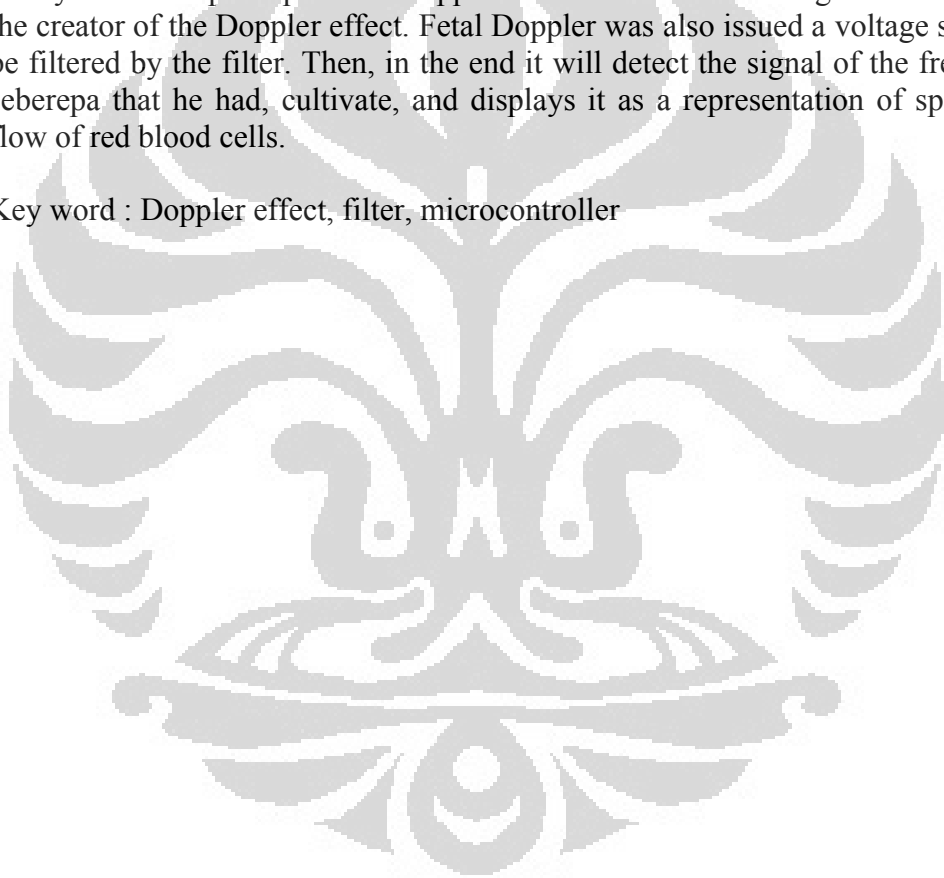 the creator of the Doppler effect. Fetal Doppler was also issued a voltage s
be filtered by the filter. Then, in the end it will detect the signal of the fre
eberepa that he had, cultivate, and displays it as a representation of sp
flow of red blood cells.
Key word : Doppler effect, filter, microcontroller